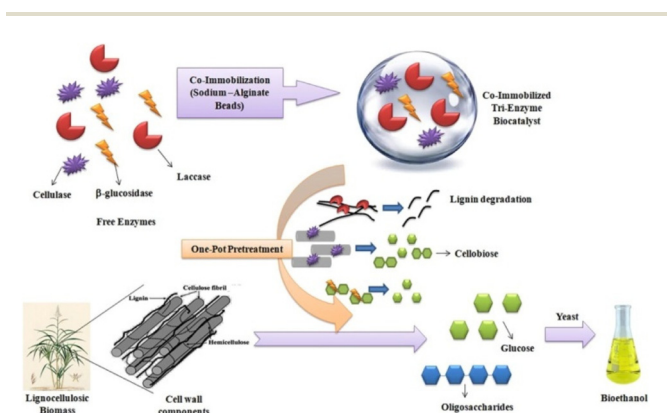 Co-Immobilization
(Sodium –Alginate
Beads)
Co-Immobilized
Tri-Enzyme
Biocatalyst
Laccase
Cellulase
β-glucosidase
Free Enzymes
Lignin degradation
One-Pot Pretreatment
Cellobiose
Cellulose fibril
Lignin
Hemicellulose
Yeast
Glucose
Lignocellulosic
Biomass
Cell wall
components
Oligosaccharides
Bioethanol